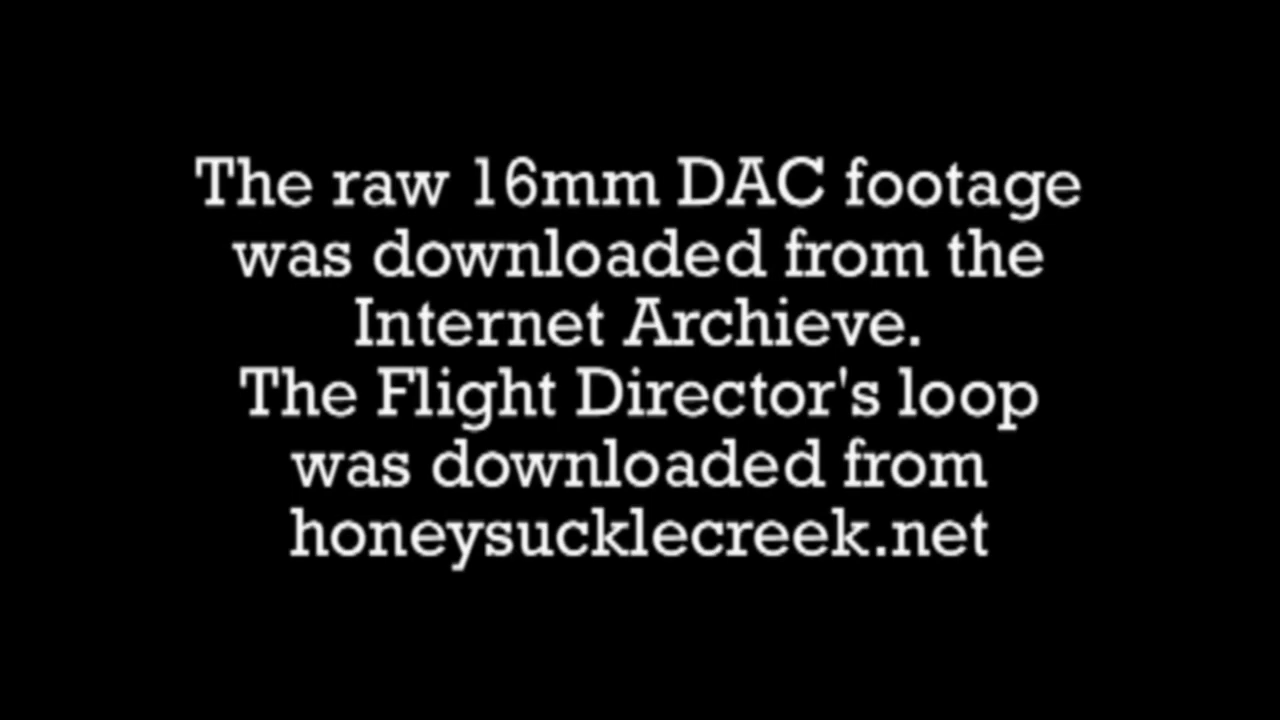 The raw 16mm DAC footage
was downloaded from the
Internet Archieve.
The Flight Director's loop
was downloaded from
honeysucklecreek.net